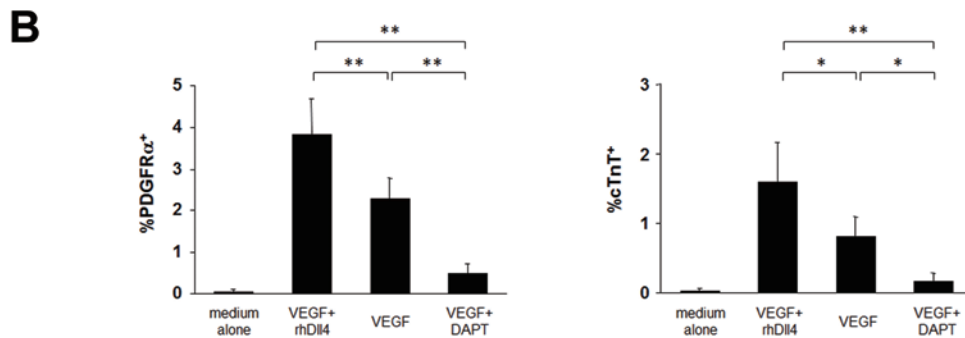 B
**
** **
5
4
3
2
1
0
%PDGFRα⁺
medium
alone
VEGF+
rhDll4
VEGF
VEGF+
DAPT
**
* *
3
2
1
0
%cTnT⁺
medium
alone
VEGF+
rhDll4
VEGF
VEGF+
DAPT